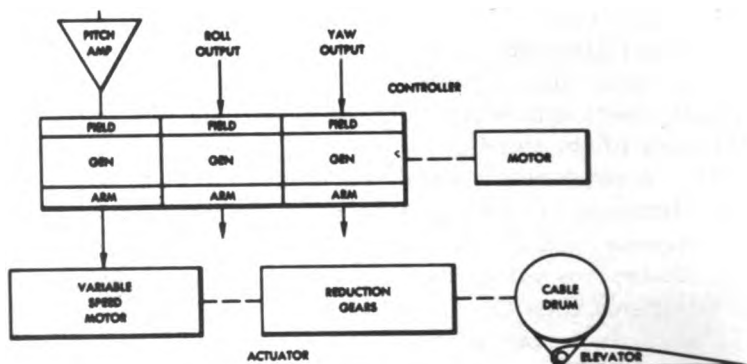 PITCH
AMP
ROLL
OUTPUT
YAW
OUTPUT
CONTROLLER
FIELD
FIELD
FIELD
GEN
GEN
GEN
MOTOR
ARM
ARM
ARM
VARIABLE
SPEED
MOTOR
REDUCTION
GEARS
CABLE
DRUM
ACTUATOR
ELEVATOR